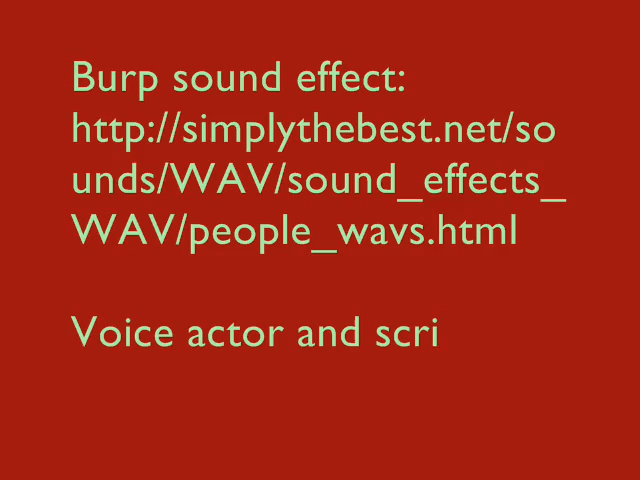 Burp sound effect:
http://simplythebest.net/so
unds/WAV/sound_effects_
WAV/people_wavs.html
Voice actor and scri